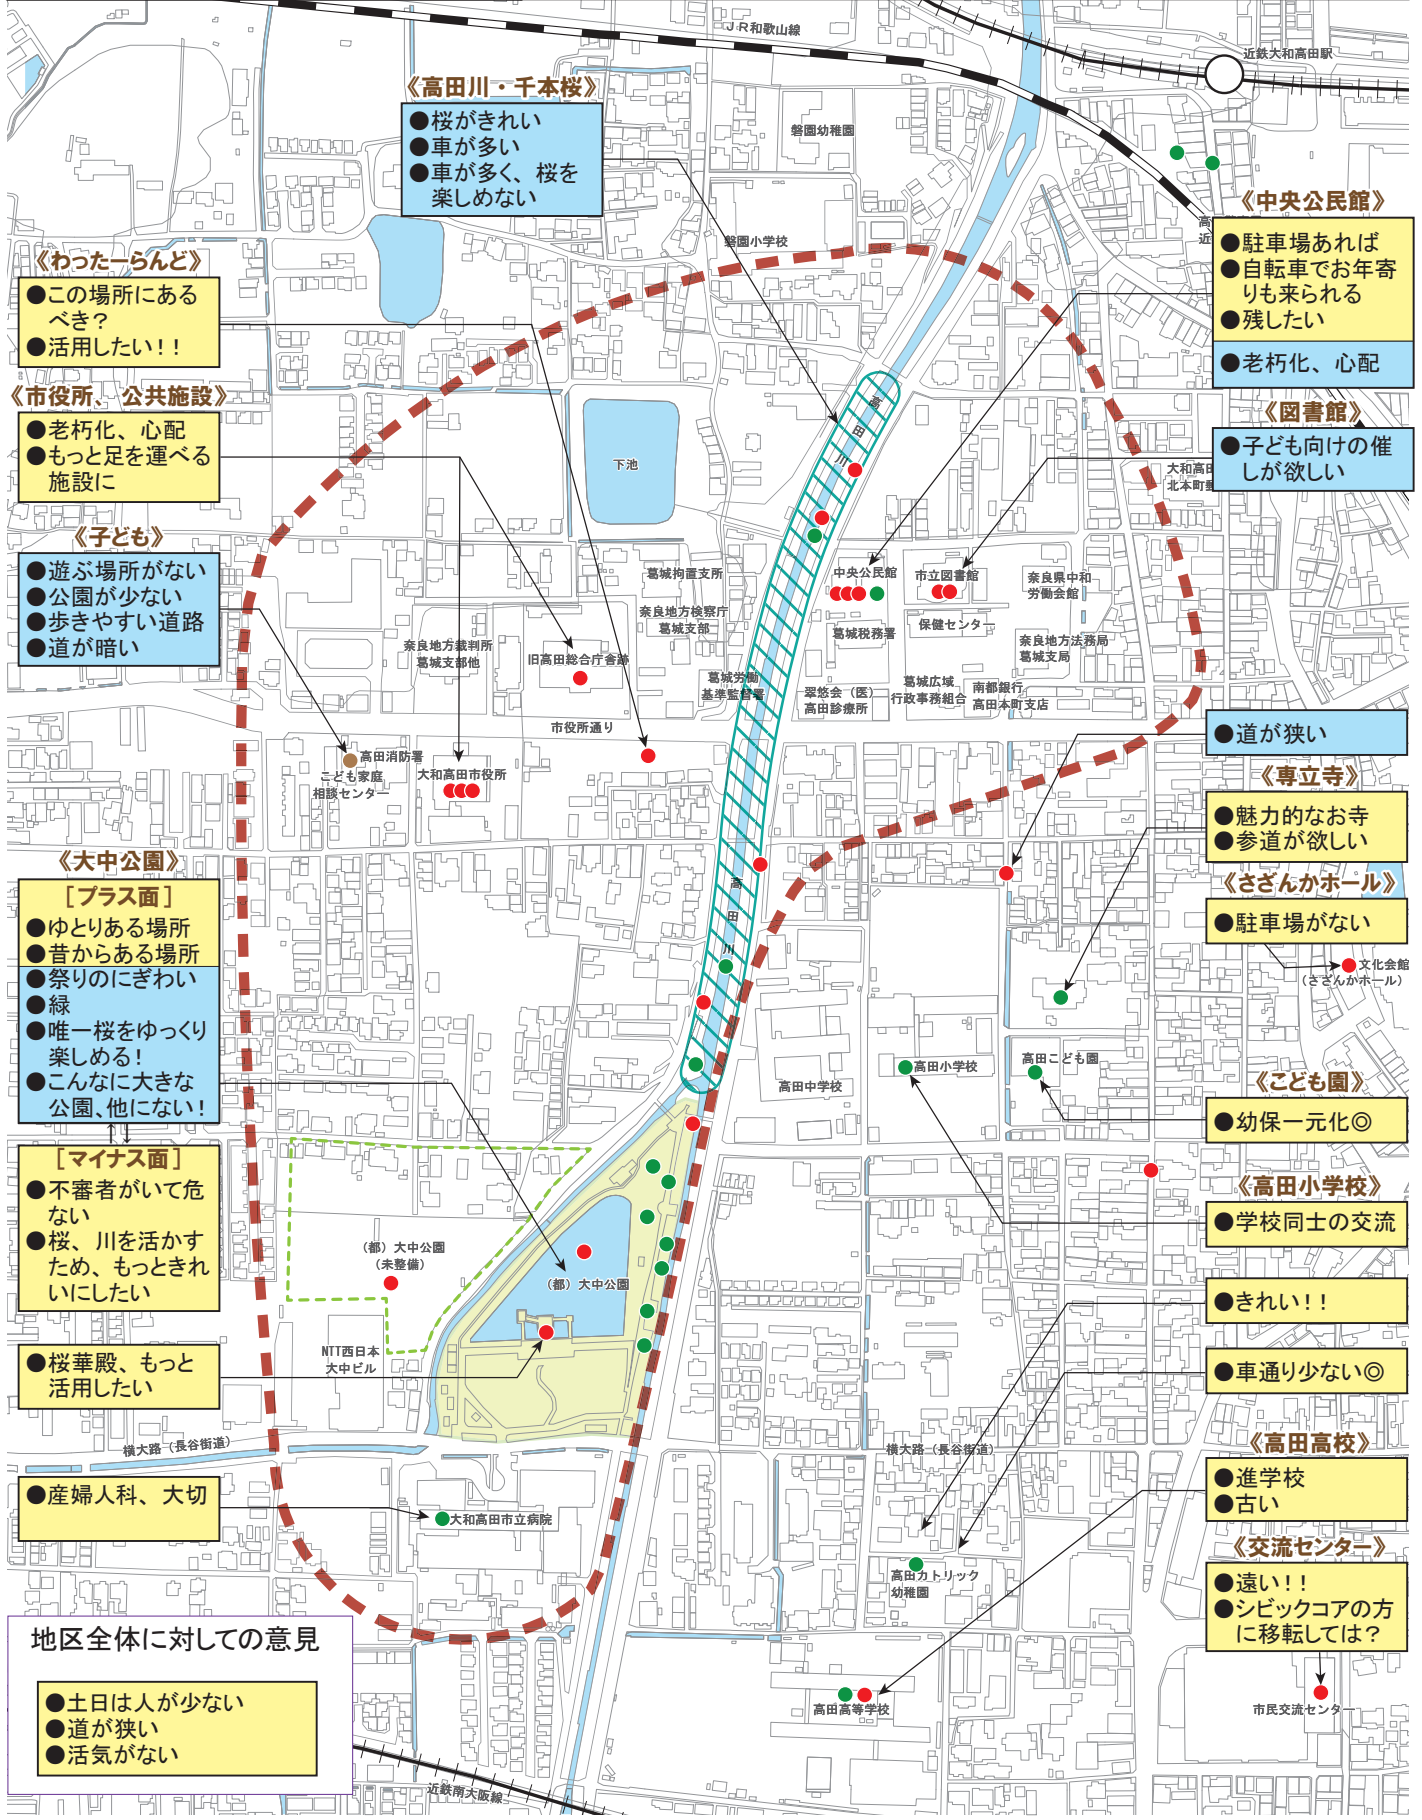 JR和歌山線
近鉄大和高田駅
《高田川・千本桜》
●桜がきれい
●車が多い
●車が多く、桜を
楽しめない
磐園幼稚園
磐園小学校
《中央公民館》
●駐車場あれば
●自転車でお年寄
りも来られる
●残したい
●老朽化、心配
《わったーらんど》
●この場所にある
べき？
●活用したい！！
《市役所、公共施設》
●老朽化、心配
●もっと足を運べる
施設に
《図書館》
●子ども向けの催
しが欲しい
大和高田
北本町
下池
高田川
《子ども》
●遊ぶ場所がない
●公園が少ない
●歩きやすい道路
●道が暗い
葛城拘置支所
奈良地方検察庁
葛城支部
奈良地方裁判所
葛城支部他
旧高田総合庁舎跡
葛城労働
基準監督署
中央公民館
市立図書館
奈良県中和
労働会館
葛城税務署
保健センター
奈良地方法務局
葛城支局
翠悠会（医）
高田診療所
葛城広域
行政事務組合
南都銀行
高田本町支店
市役所通り
高田消防署
こども家庭
相談センター
大和高田市役所
●道が狭い
《専立寺》
●魅力的なお寺
●参道が欲しい
《さざんかホール》
●駐車場がない
文化会館
（さざんかホール）
《大中公園》
［プラス面］
●ゆとりある場所
●昔からある場所
●祭りのにぎわい
●緑
●唯一桜をゆっくり
楽しめる！
●こんなに大きな
公園、他にない！
［マイナス面］
●不審者がいて危
ない
●桜、川を活かす
ため、もっときれ
いにしたい
●桜華殿、もっと
活用したい
高田川
高田中学校
高田小学校
高田こども園
《こども園》
●幼保一元化◎
《高田小学校》
●学校同士の交流
●きれい！！
●車通り少ない◎
（都）大中公園
（未整備）
（都）大中公園
NTT西日本
大中ビル
横大路（長谷街道）
横大路（長谷街道）
●産婦人科、大切
大和高田市立病院
《高田高校》
●進学校
●古い
高田カトリック
幼稚園
《交流センター》
●遠い！！
●シビックコアの方
に移転しては？
高田高等学校
市民交流センター
地区全体に対しての意見
●土日は人が少ない
●道が狭い
●活気がない
近鉄南大阪線